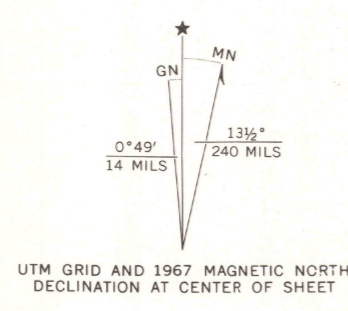 MN
GN
0°49'
14 MILS
13½°
240 MILS
UTM GRID AND 1967 MAGNETIC NORTH
DECLINATION AT CENTER OF SHEET